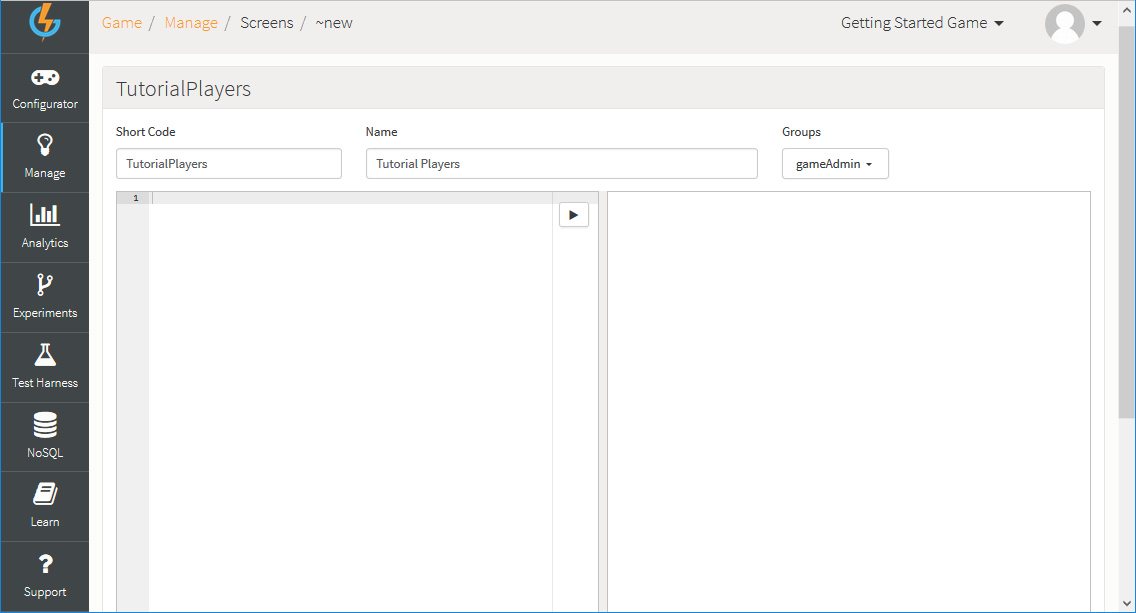 Game / Manage / Screens / ~new
Getting Started Game
Configurator
Manage
Analytics
Experiments
Test Harness
NoSQL
Learn
Support
TutorialPlayers
Short Code
Name
Groups
TutorialPlayers
Tutorial Players
gameAdmin
1